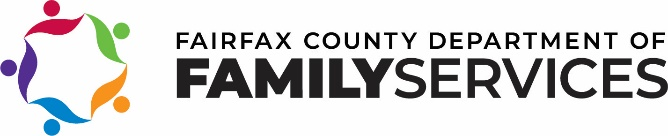 FAIRFAX COUNTY DEPARTMENT OF
FAMILYSERVICES